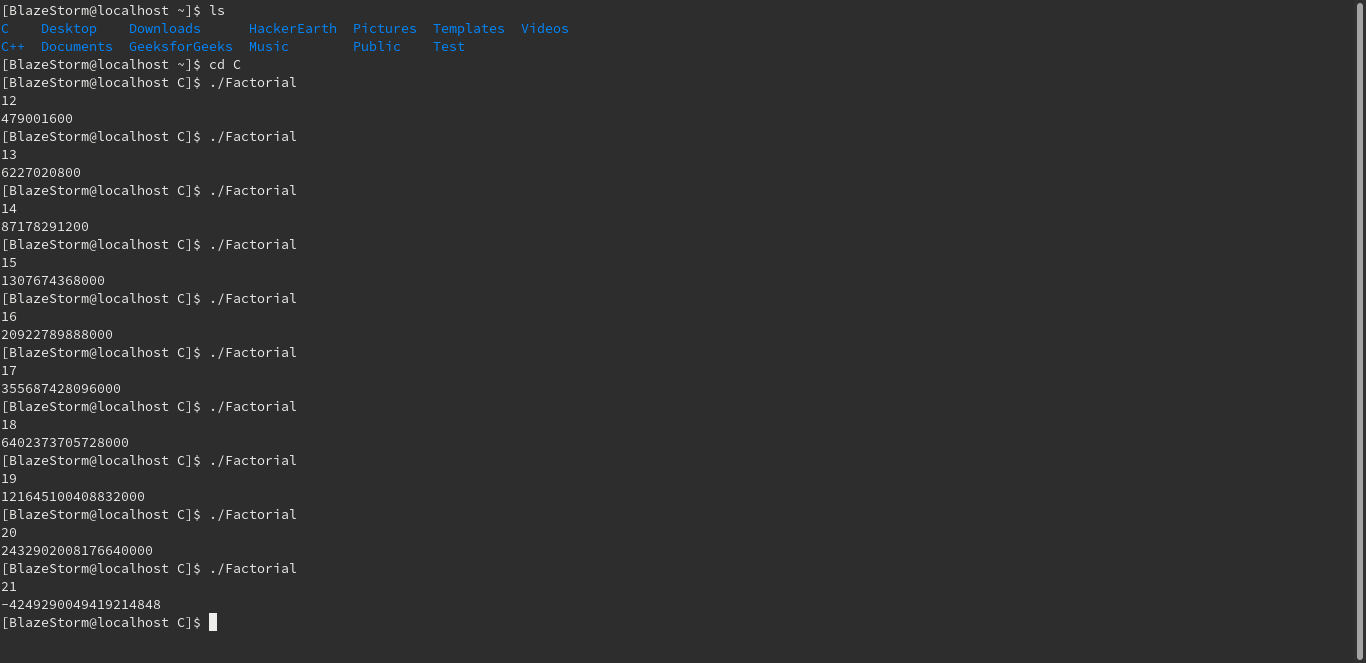 [BlazeStorm@localhost ~]$ ls
C    Desktop    Downloads      HackerEarth  Pictures  Templates  Videos
C++  Documents  GeeksforGeeks  Music        Public    Test
[BlazeStorm@localhost ~]$ cd C
[BlazeStorm@localhost C]$ ./Factorial
12
479001600
[BlazeStorm@localhost C]$ ./Factorial
13
6227020800
[BlazeStorm@localhost C]$ ./Factorial
14
87178291200
[BlazeStorm@localhost C]$ ./Factorial
15
1307674368000
[BlazeStorm@localhost C]$ ./Factorial
16
20922789888000
[BlazeStorm@localhost C]$ ./Factorial
17
355687428096000
[BlazeStorm@localhost C]$ ./Factorial
18
6402373705728000
[BlazeStorm@localhost C]$ ./Factorial
19
121645100408832000
[BlazeStorm@localhost C]$ ./Factorial
20
2432902008176640000
[BlazeStorm@localhost C]$ ./Factorial
21
-4249290049419214848
[BlazeStorm@localhost C]$